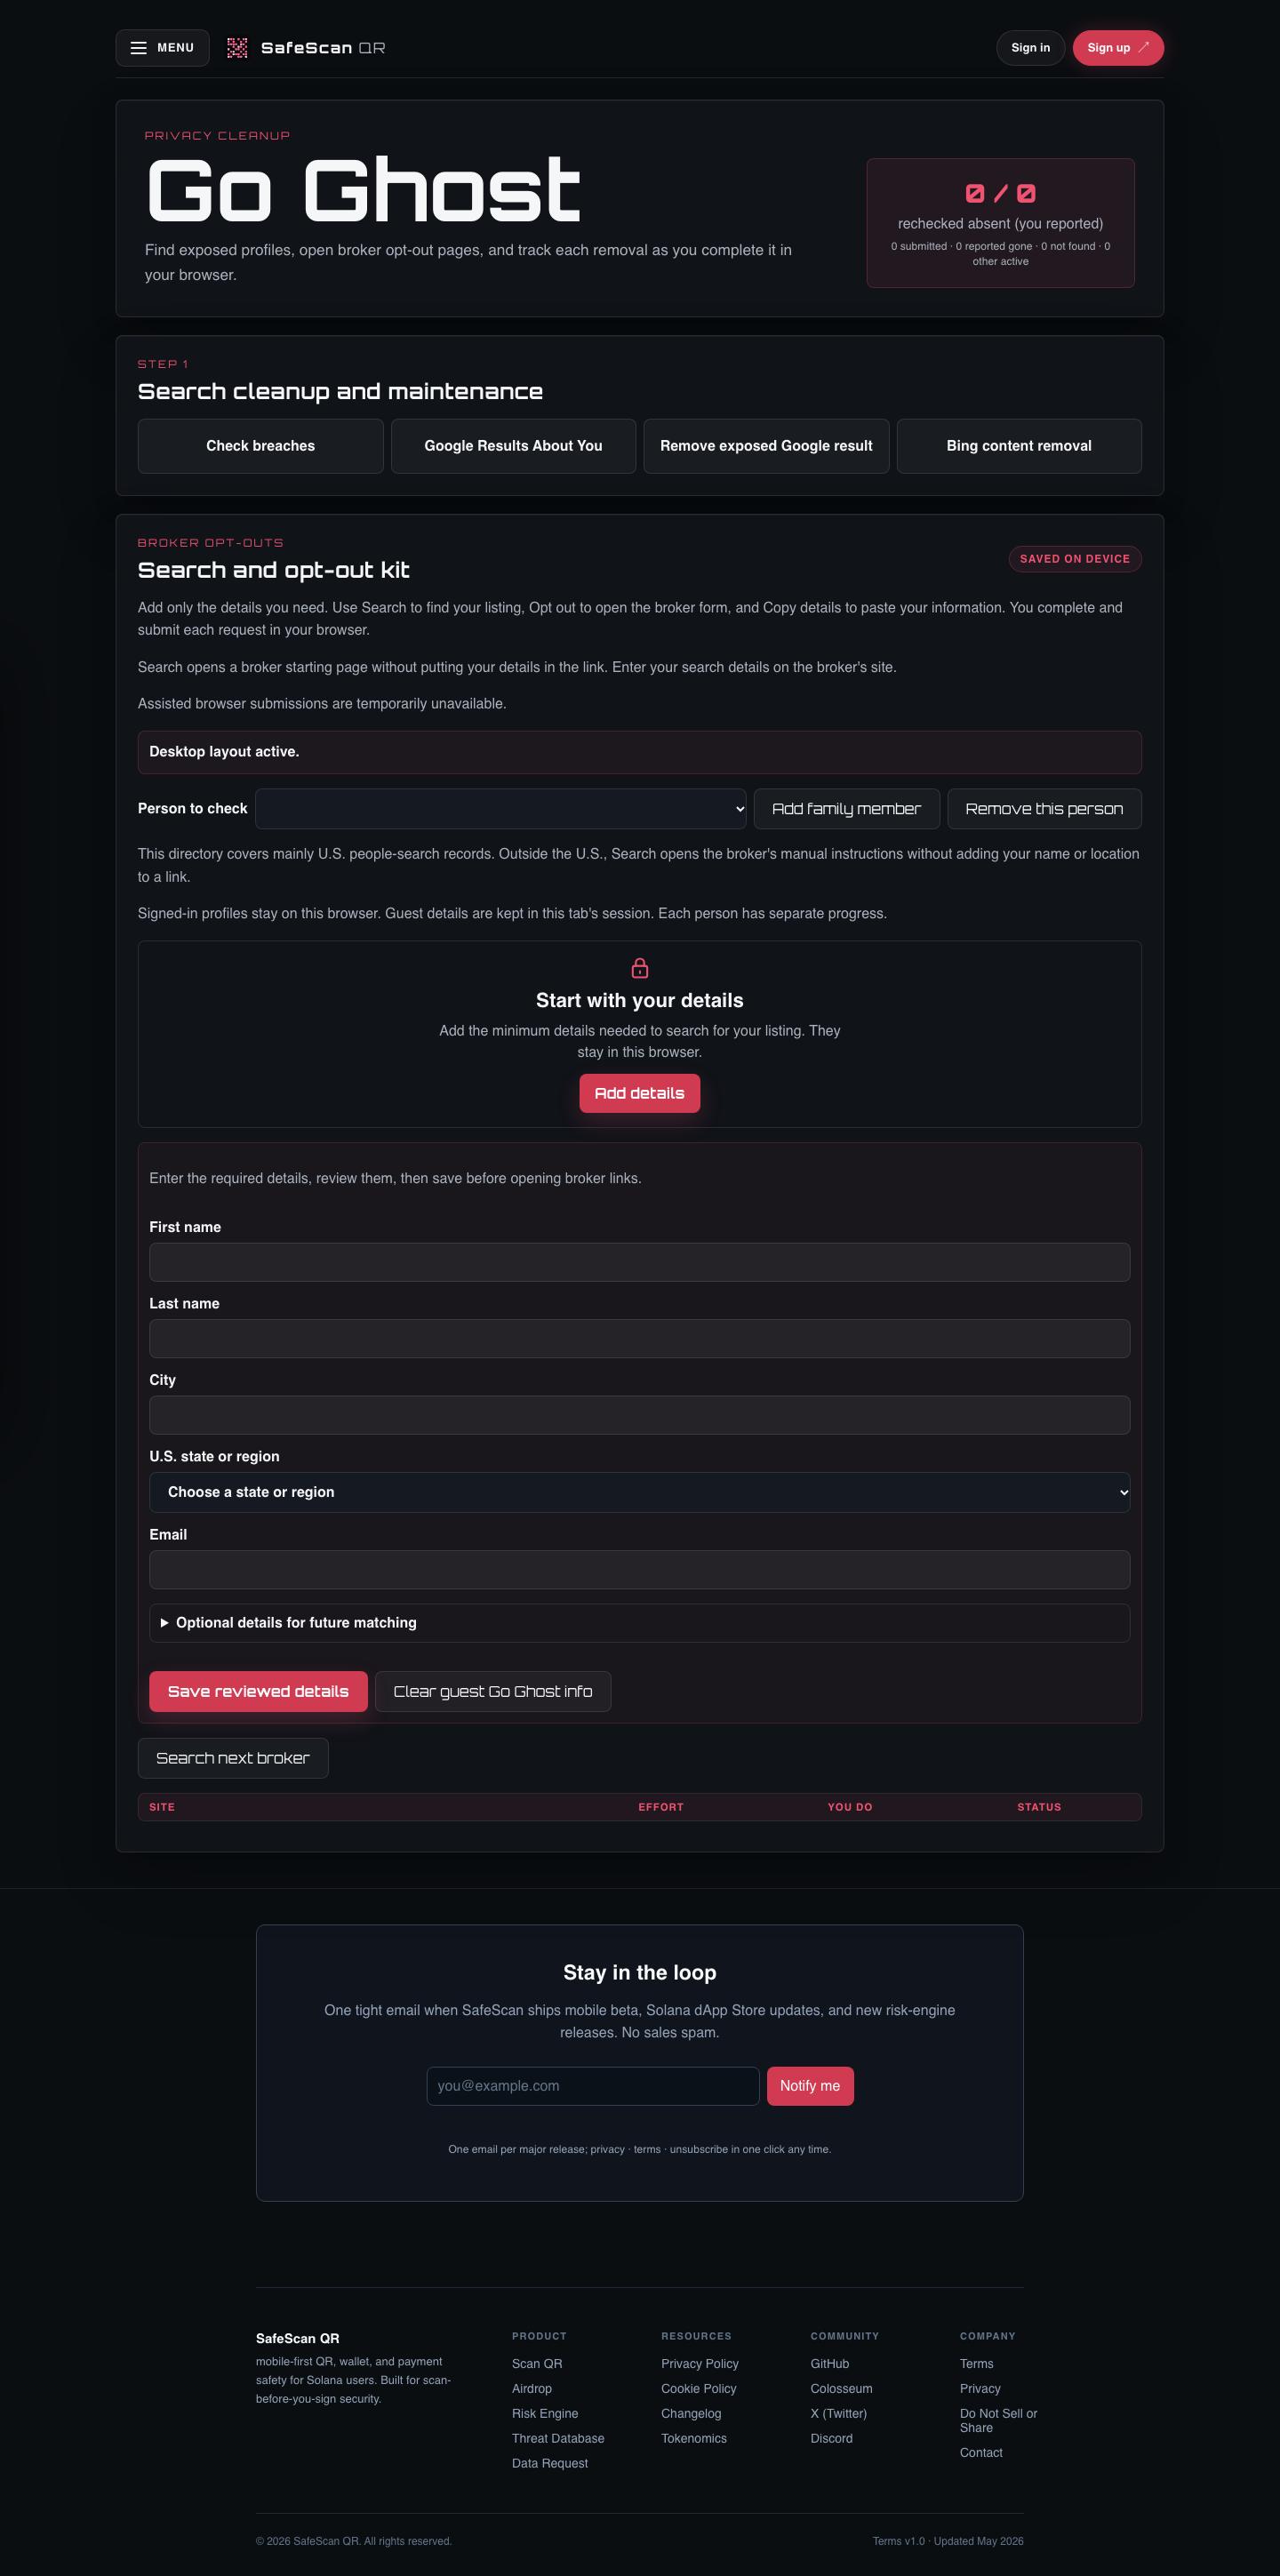 MENU
SafeScan QR
Sign in
Sign up ↗
PRIVACY CLEANUP
Go Ghost
Find exposed profiles, open broker opt-out pages, and track each removal as you complete it in
your browser.
0 / 0
rechecked absent (you reported)
0 submitted · 0 reported gone · 0 not found · 0
other active
STEP 1
Search cleanup and maintenance
Check breaches
Google Results About You
Remove exposed Google result
Bing content removal
BROKER OPT-OUTS
Search and opt-out kit
SAVED ON DEVICE
Add only the details you need. Use Search to find your listing, Opt out to open the broker form, and Copy details to paste your information. You complete and
submit each request in your browser.
Search opens a broker starting page without putting your details in the link. Enter your search details on the broker's site.
Assisted browser submissions are temporarily unavailable.
Desktop layout active.
Person to check
Add family member
Remove this person
This directory covers mainly U.S. people-search records. Outside the U.S., Search opens the broker's manual instructions without adding your name or location
to a link.
Signed-in profiles stay on this browser. Guest details are kept in this tab's session. Each person has separate progress.
Start with your details
Add the minimum details needed to search for your listing. They
stay in this browser.
Add details
Enter the required details, review them, then save before opening broker links.
First name
Last name
City
U.S. state or region
Choose a state or region
Email
Optional details for future matching
Save reviewed details
Clear guest Go Ghost info
Search next broker
SITE
EFFORT
YOU DO
STATUS
Stay in the loop
One tight email when SafeScan ships mobile beta, Solana dApp Store updates, and new risk-engine
releases. No sales spam.
you@example.com
Notify me
One email per major release; privacy · terms · unsubscribe in one click any time.
SafeScan QR
mobile-first QR, wallet, and payment
safety for Solana users. Built for scan-
before-you-sign security.
PRODUCT
Scan QR
Airdrop
Risk Engine
Threat Database
Data Request
RESOURCES
Privacy Policy
Cookie Policy
Changelog
Tokenomics
COMMUNITY
GitHub
Colosseum
X (Twitter)
Discord
COMPANY
Terms
Privacy
Do Not Sell or
Share
Contact
© 2026 SafeScan QR. All rights reserved.
Terms v1.0 · Updated May 2026